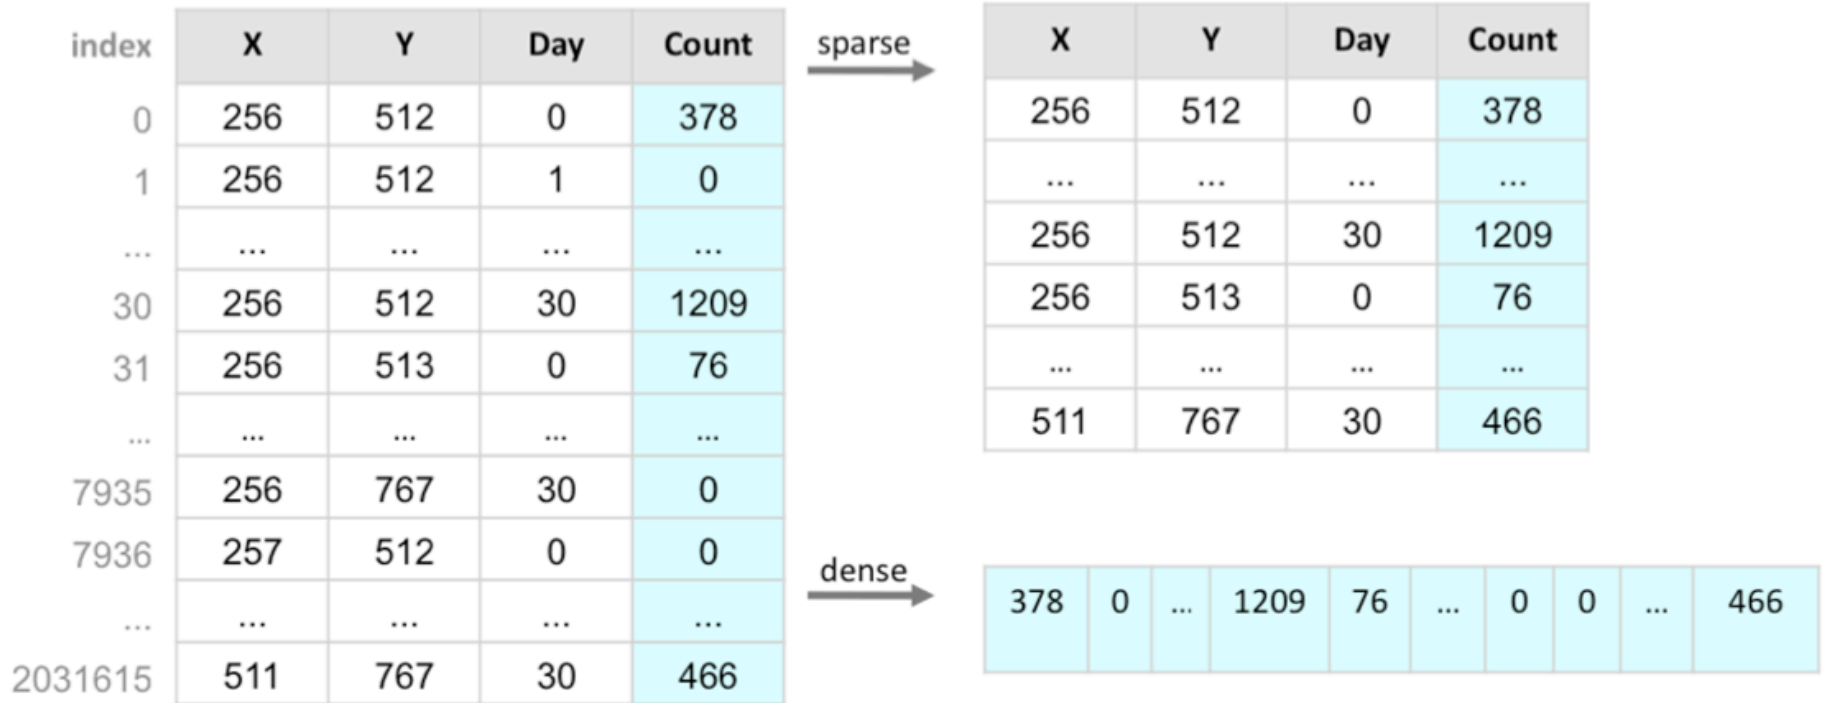 index X Y Day Count
0 256 512 0 378
1 256 512 1 0
... ... ... ... ...
30 256 512 30 1209
31 256 513 0 76
... ... ... ... ...
7935 256 767 30 0
7936 257 512 0 0
... ... ... ... ...
2031615 511 767 30 466
sparse
X Y Day Count
256 512 0 378
... ... ... ...
256 512 30 1209
256 513 0 76
... ... ... ...
511 767 30 466
dense
378 0 ... 1209 76 ... 0 0 ... 466